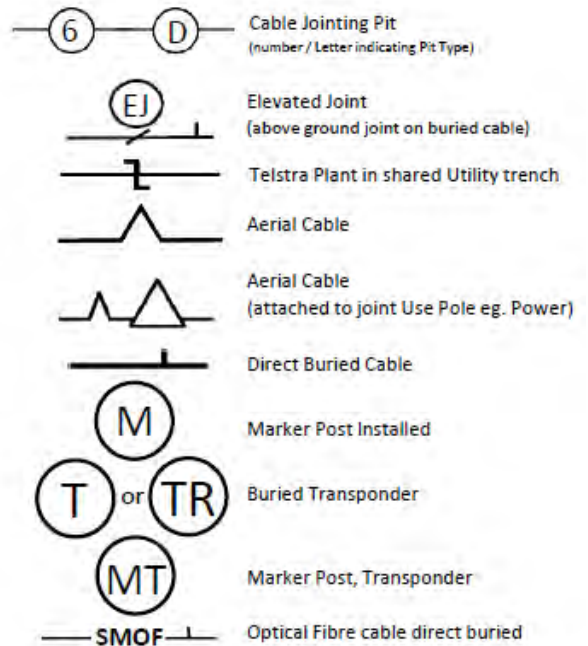 6 D Cable Jointing Pit
(number / Letter indicating Pit Type)
EJ Elevated Joint
(above ground joint on buried cable)
Telstra Plant in shared Utility trench
Aerial Cable
Aerial Cable
(attached to joint Use Pole eg. Power)
Direct Buried Cable
M Marker Post Installed
T or TR Buried Transponder
MT Marker Post, Transponder
SMOF Optical Fibre cable direct buried